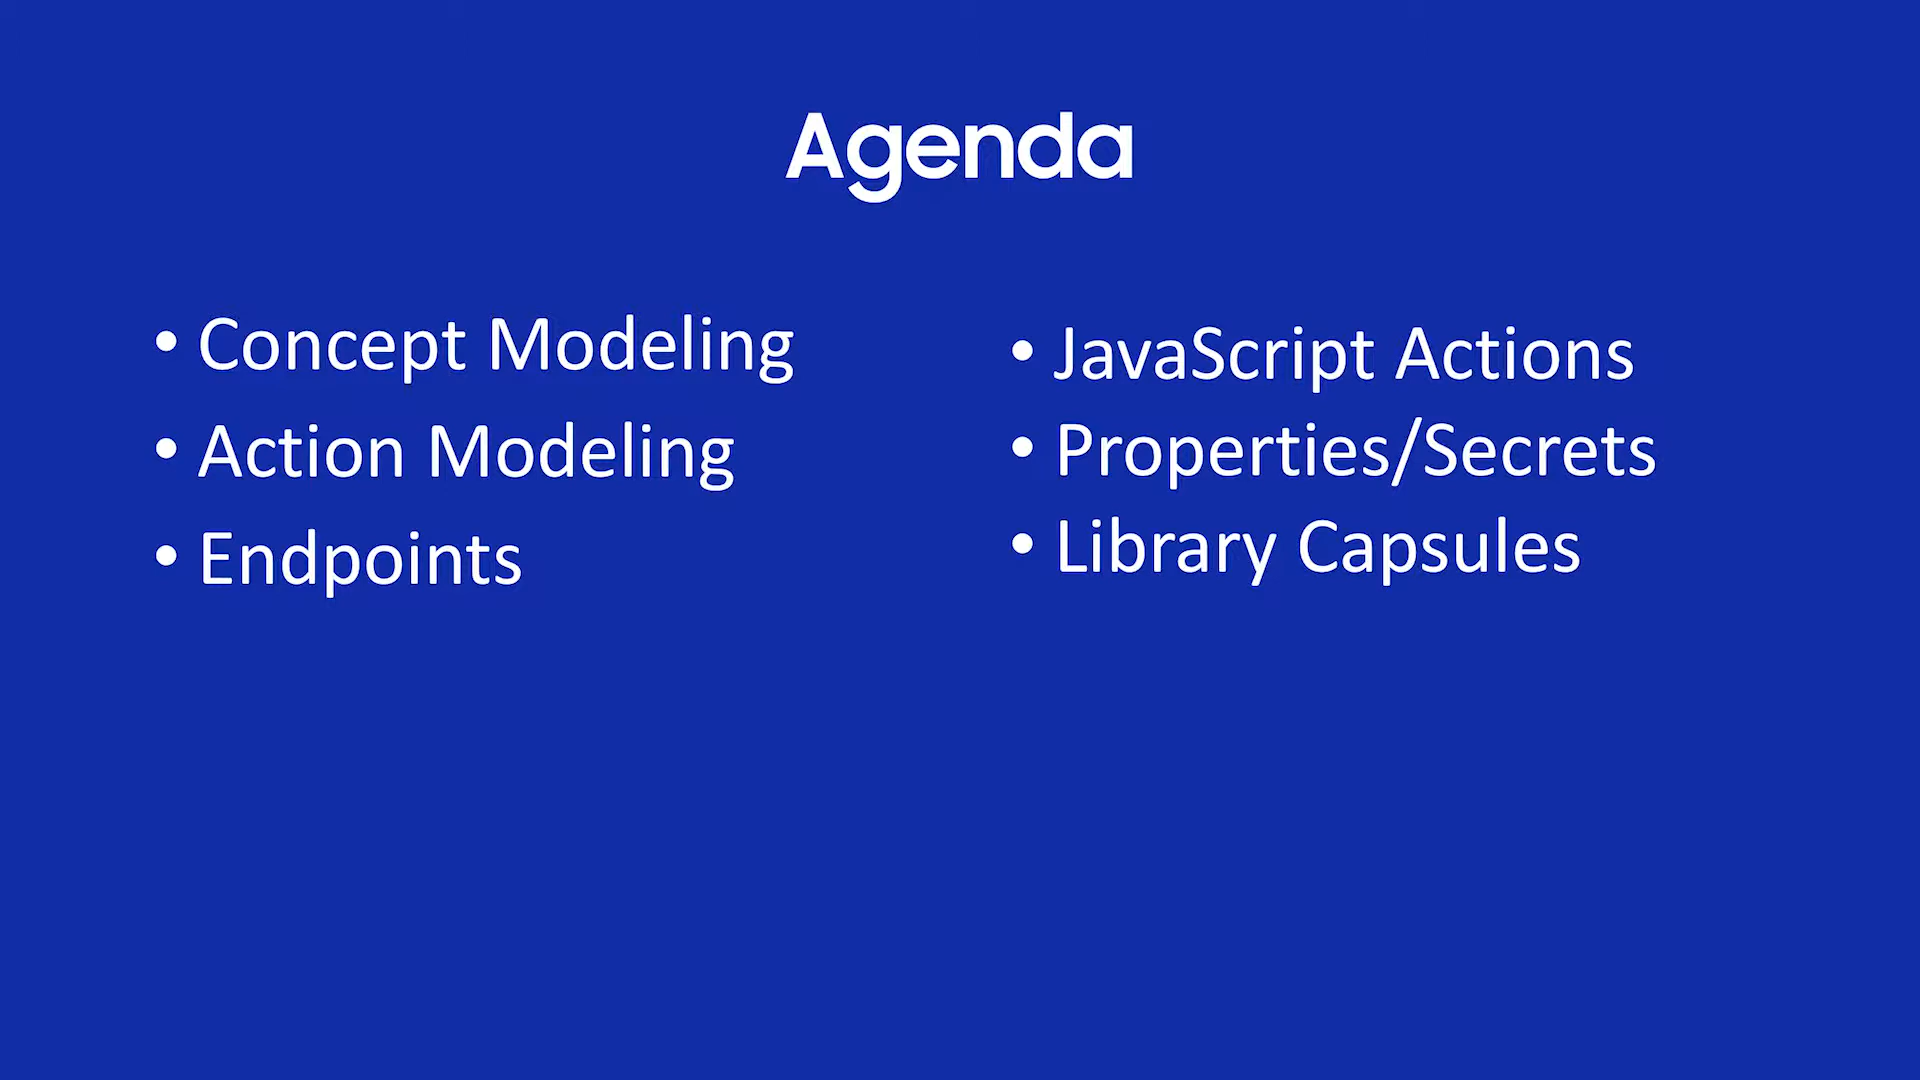 Agenda
• Concept Modeling
• Action Modeling
• Endpoints
• JavaScript Actions
• Properties/Secrets
• Library Capsules